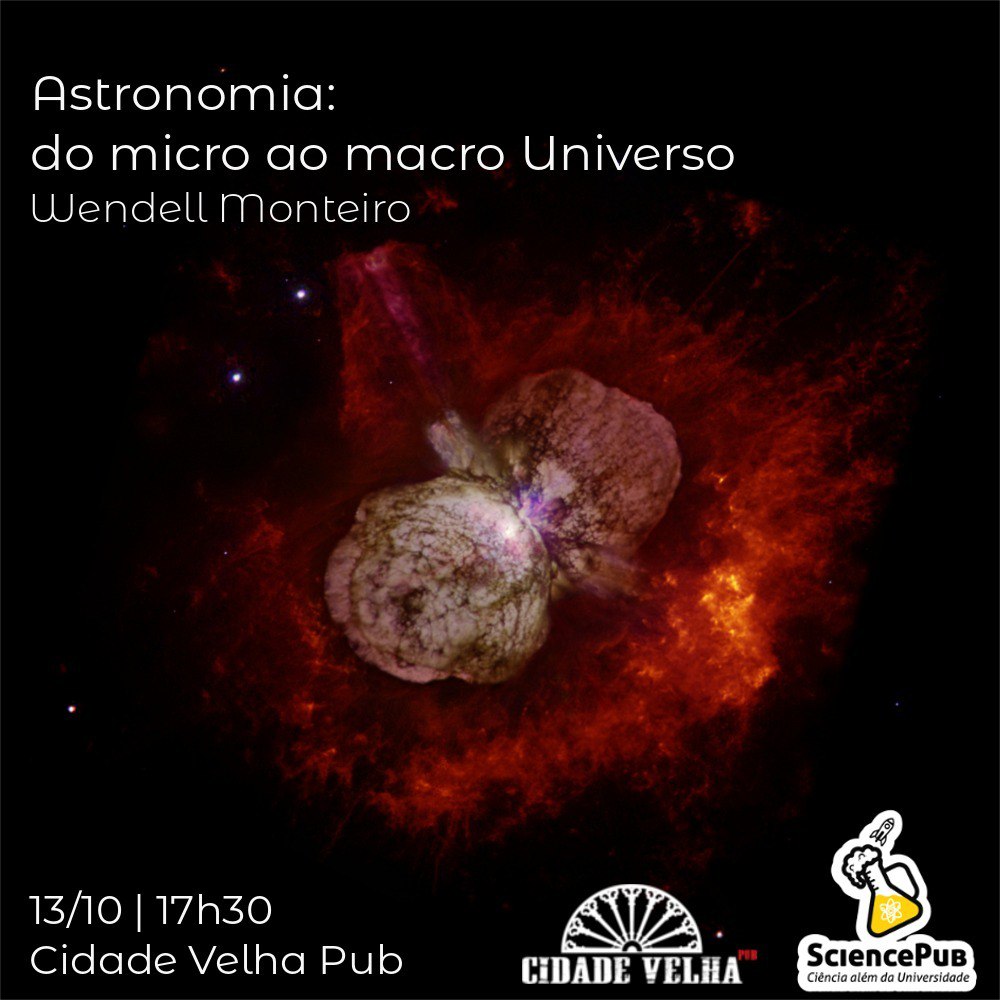 Astronomia:
do micro ao macro Universo
Wendell Monteiro
13/10 | 17h30
Cidade Velha Pub
CIDADE VELHA PUB
SciencePub
Ciência além da Universidade